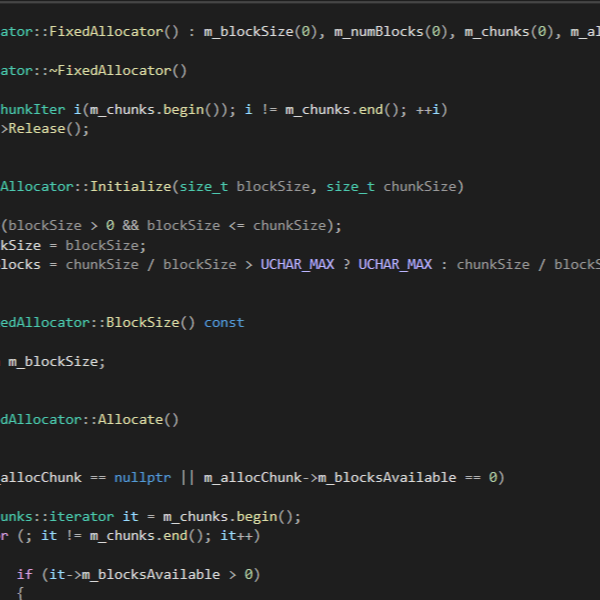 ator::FixedAllocator() : m_blockSize(0), m_numBlocks(0), m_chunks(0), m_al
ator::~FixedAllocator()
hunkIter i(m_chunks.begin()); i != m_chunks.end(); ++i)
>Release();
Allocator::Initialize(size_t blockSize, size_t chunkSize)
(blockSize > 0 && blockSize <= chunkSize);
kSize = blockSize;
locks = chunkSize / blockSize > UCHAR_MAX ? UCHAR_MAX : chunkSize / blockS
edAllocator::BlockSize() const
m_blockSize;
dAllocator::Allocate()
allocChunk == nullptr || m_allocChunk->m_blocksAvailable == 0)
unks::iterator it = m_chunks.begin();
r (; it != m_chunks.end(); it++)
if (it->m_blocksAvailable > 0)
{